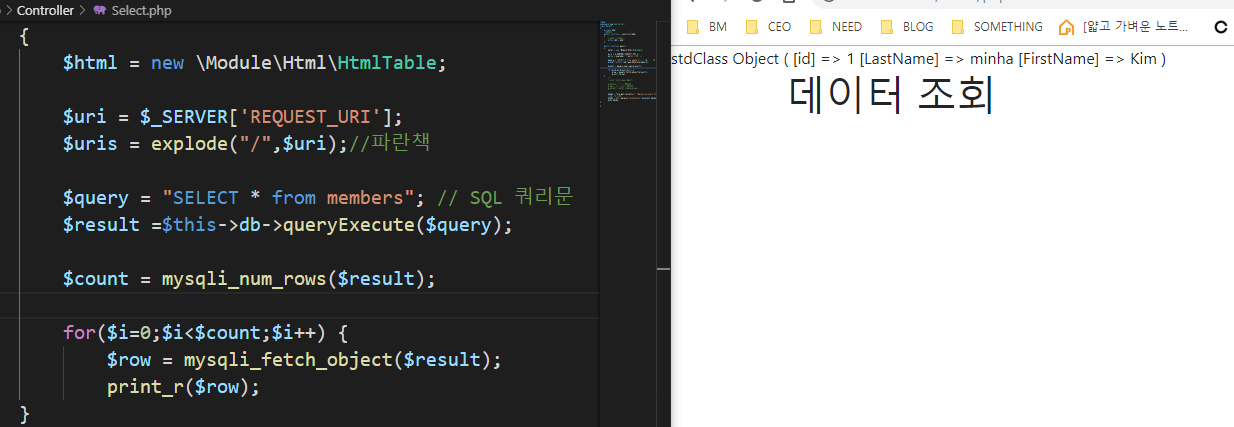 Controller > Select.php
{
$html = new \Module\Html\HtmlTable;
$uri = $_SERVER['REQUEST_URI'];
$uris = explode("/",$uri);//파란책
$query = "SELECT * from members"; // SQL 쿼리문
$result =$this->db->queryExecute($query);
$count = mysqli_num_rows($result);
for($i=0;$i<$count;$i++) {
$row = mysqli_fetch_object($result);
print_r($row);
}
BM CEO NEED BLOG SOMETHING [얇고 가벼운 노트...
stdClass Object ( [id] => 1 [LastName] => minha [FirstName] => Kim )
데이터 조회